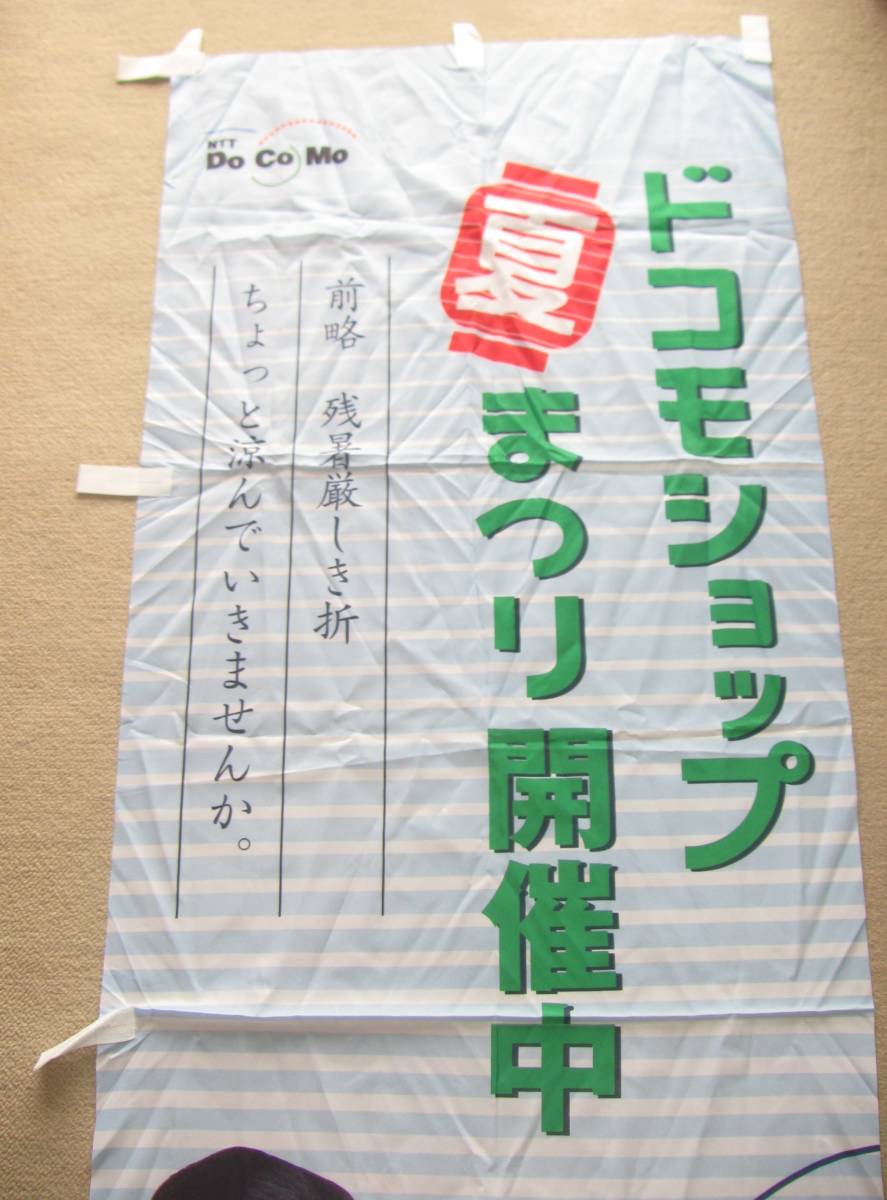 NTT
DoCoMo
ドコモショップ
夏まつり開催中
前略 残暑厳しき折
ちょっと涼んでいきませんか。